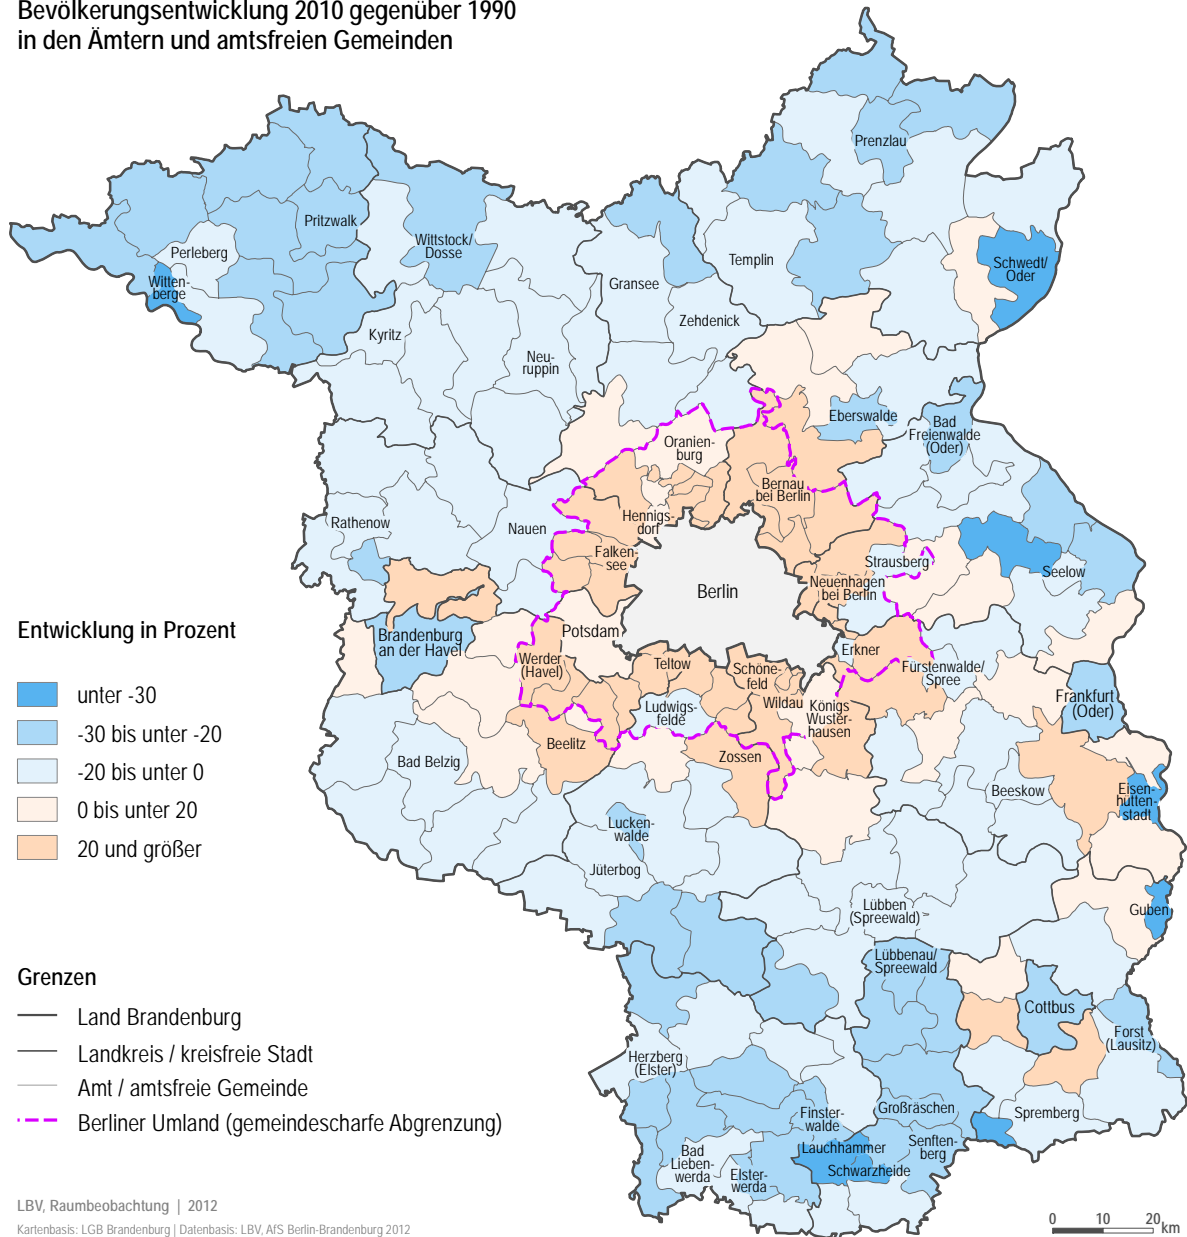 Bevölkerungsentwicklung 2010 gegenüber 1990
in den Ämtern und amtsfreien Gemeinden
Prenzlau
Pritzwalk
Wittstock/
Dosse
Perleberg
Templin
Schwedt/
Oder
Witten-
berge
Gransee
Zehdenick
Kyritz
Neu-
ruppin
Eberswalde
Bad
Freienwalde
(Oder)
Oranien-
burg
Bernau
bei Berlin
Rathenow
Nauen
Hennigs-
dorf
Falken-
see
Strausberg
Seelow
Berlin
Neuenhagen
bei Berlin
Brandenburg
an der Havel
Potsdam
Werder
(Havel)
Teltow
Schöne-
feld
Erkner
Fürstenwalde/
Spree
Wildau
Königs
Wuster-
hausen
Frankfurt
(Oder)
Ludwigs-
felde
Beelitz
Zossen
Bad Belzig
Beeskow
Eisen-
hütten-
stadt
Lucken-
walde
Jüterbog
Lübben
(Spreewald)
Guben
Lübbenau/
Spreewald
Cottbus
Forst
(Lausitz)
Herzberg
(Elster)
Finster-
walde
Großräschen
Spremberg
Lauchhammer
Schwarzheide
Senften-
berg
Bad
Lieben-
werda
Elster-
werda
Entwicklung in Prozent
unter -30
-30 bis unter -20
-20 bis unter 0
0 bis unter 20
20 und größer
Grenzen
Land Brandenburg
Landkreis / kreisfreie Stadt
Amt / amtsfreie Gemeinde
Berliner Umland (gemeindescharfe Abgrenzung)
LBV, Raumbeobachtung | 2012
Kartenbasis: LGB Brandenburg | Datenbasis: LBV, AfS Berlin-Brandenburg 2012
0 10 20 km